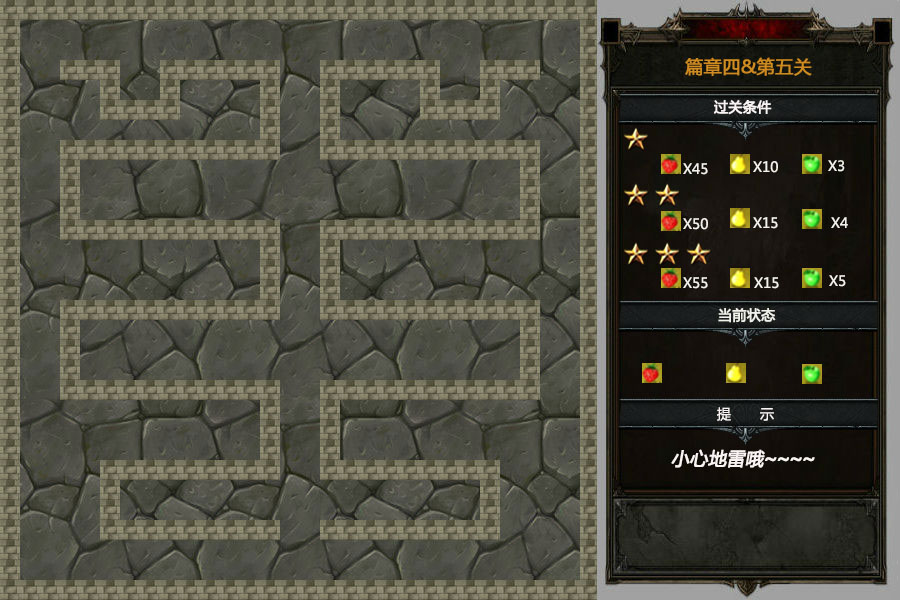 篇章四&第五关
过关条件
X45 X10 X3
X50 X15 X4
X55 X15 X5
当前状态
提 示
小心地雷哦~~~~